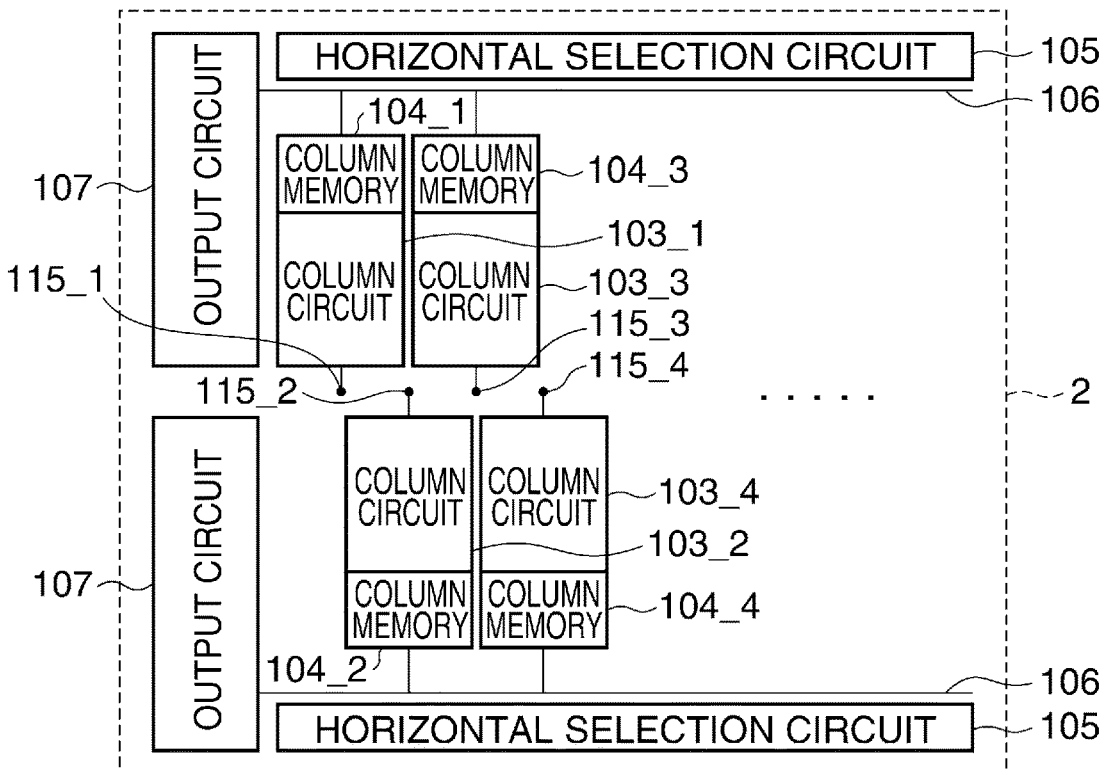 HORIZONTAL SELECTION CIRCUIT
105
106
OUTPUT CIRCUIT
107
104_1
COLUMN
MEMORY
COLUMN
MEMORY
104_3
103_1
COLUMN
CIRCUIT
COLUMN
CIRCUIT
103_3
115_1
115_3
115_4
115_2
. . . . .
2
OUTPUT CIRCUIT
107
COLUMN
CIRCUIT
COLUMN
CIRCUIT
103_4
103_2
COLUMN
MEMORY
COLUMN
MEMORY
104_4
104_2
106
HORIZONTAL SELECTION CIRCUIT
105